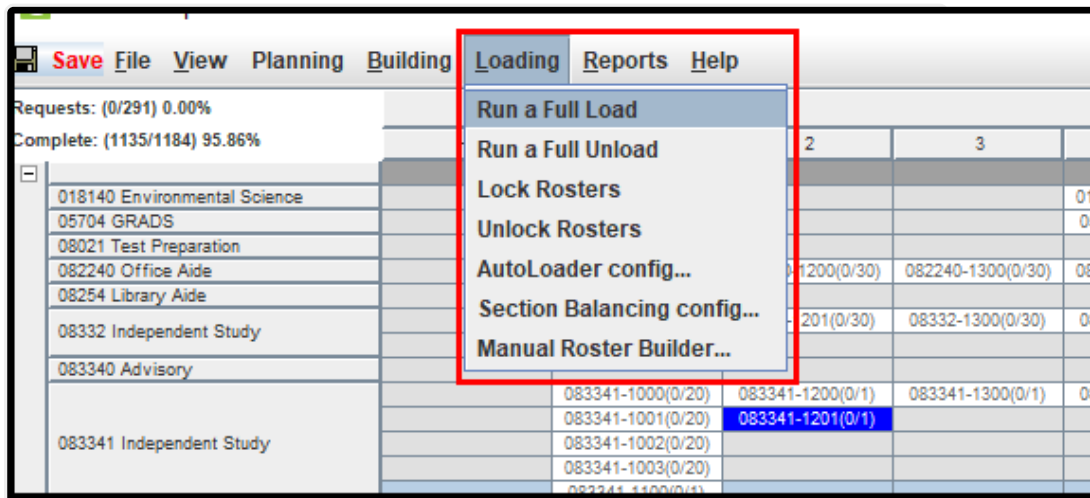 Save File View Planning Building Loading Reports Help
Requests: (0/291) 0.00%
Complete: (1135/1184) 95.86%
Run a Full Load
Run a Full Unload
Lock Rosters
Unlock Rosters
AutoLoader config...
Section Balancing config...
Manual Roster Builder...
2 3
018140 Environmental Science
05704 GRADS
08021 Test Preparation
082240 Office Aide -1200(0/30) 082240-1300(0/30)
08254 Library Aide
08332 Independent Study 201(0/30) 08332-1300(0/30)
083340 Advisory
083341 Independent Study
083341-1000(0/20) 083341-1200(0/1) 083341-1300(0/1)
083341-1001(0/20) 083341-1201(0/1)
083341-1002(0/20)
083341-1003(0/20)
083341-1100(0/1)